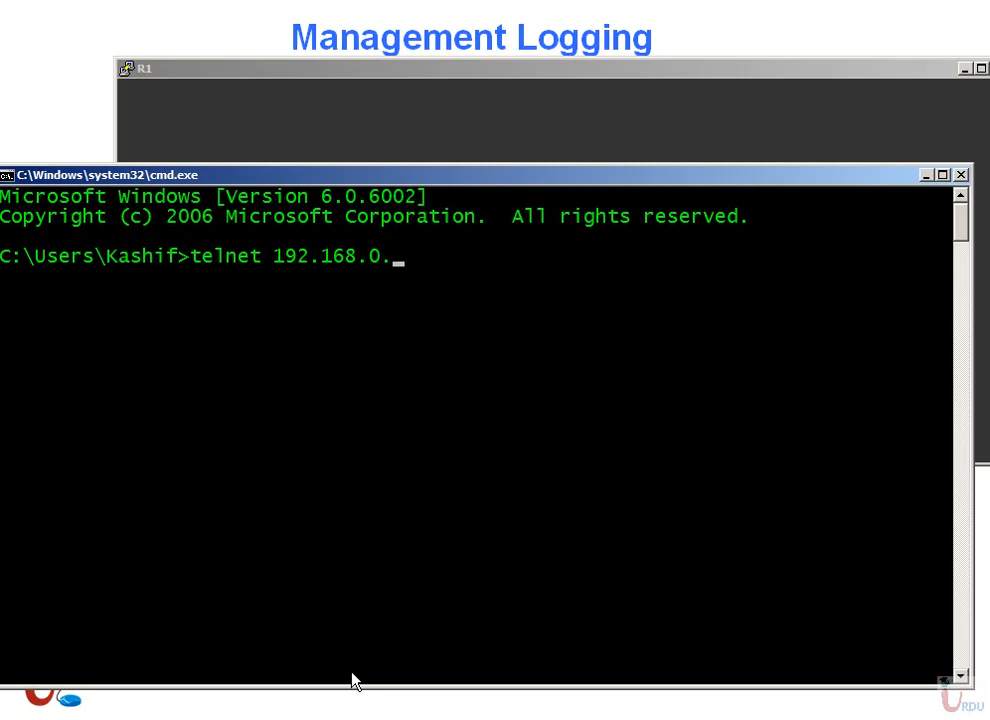 Management Logging
R1
C:\Windows\system32\cmd.exe
Microsoft Windows [Version 6.0.6002]
Copyright (c) 2006 Microsoft Corporation.  All rights reserved.
C:\Users\Kashif>telnet 192.168.0._
URDU